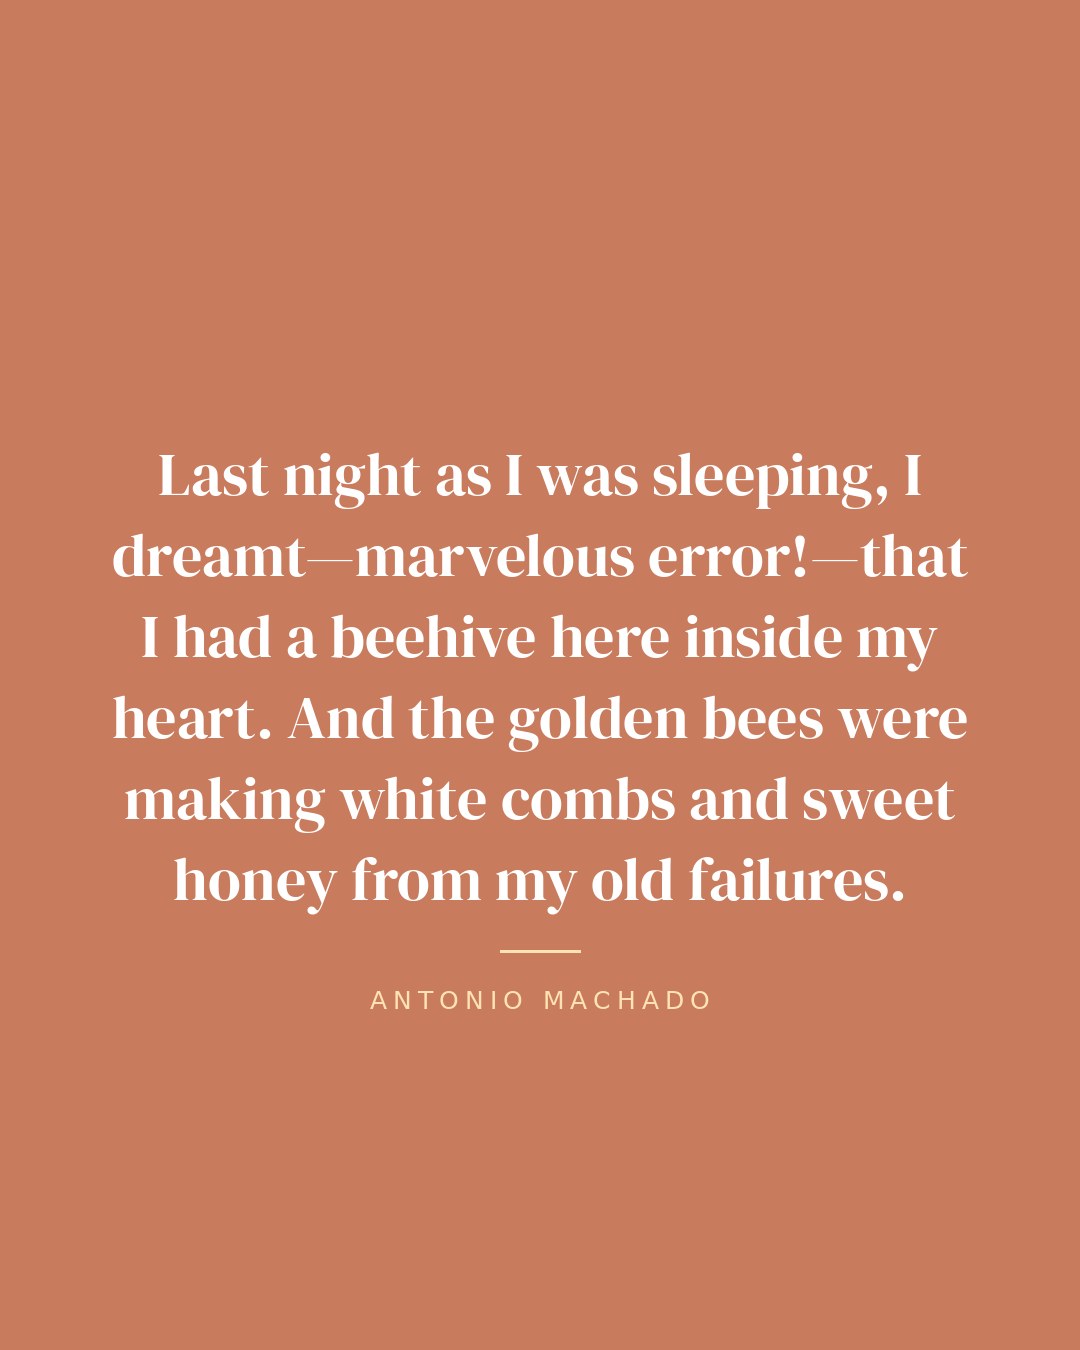 Last night as I was sleeping, I
dreamt—marvelous error!—that
I had a beehive here inside my
heart. And the golden bees were
making white combs and sweet
honey from my old failures.
ANTONIO MACHADO